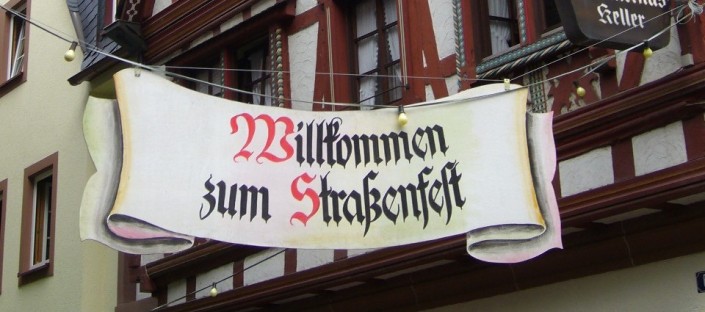 Keller
Willkommen
zum Straßenfest